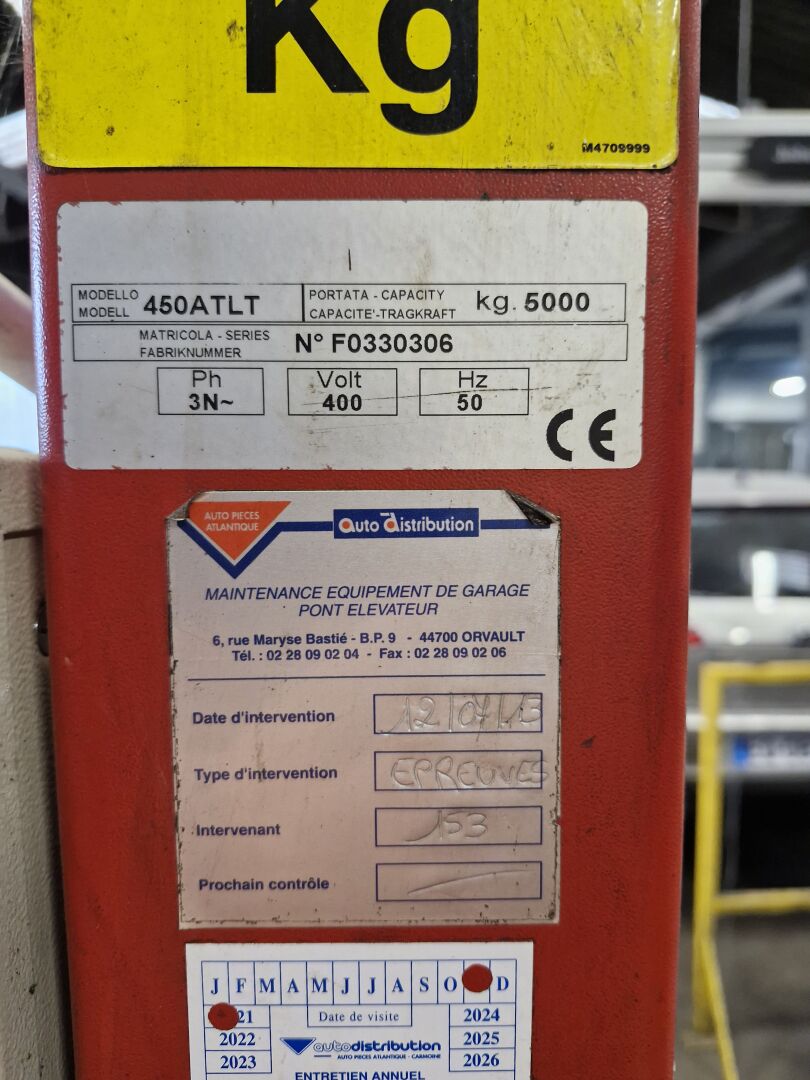 Kg
M4709999
MODELLO
MODELL 450ATLT
PORTATA - CAPACITY
CAPACITE'-TRAGKRAFT kg. 5000
MATRICOLA - SERIES
FABRIKNUMMER N° F0330306
Ph Volt Hz
3N~ 400 50
CE
AUTO PIECES
ATLANTIQUE
auto distribution
MAINTENANCE EQUIPEMENT DE GARAGE
PONT ELEVATEUR
6, rue Maryse Bastié - B.P. 9 - 44700 ORVAULT
Tél. : 02 28 09 02 04 - Fax : 02 28 09 02 06
Date d'intervention 12/07/13
Type d'intervention EPREUVES
Intervenant 153
Prochain contrôle
J F M A M J J A S O D
21 Date de visite 2024
2022 autodistribution 2025
AUTO PIECES ATLANTIQUE - CARMOINE
2023 2026
ENTRETIEN ANNUEL